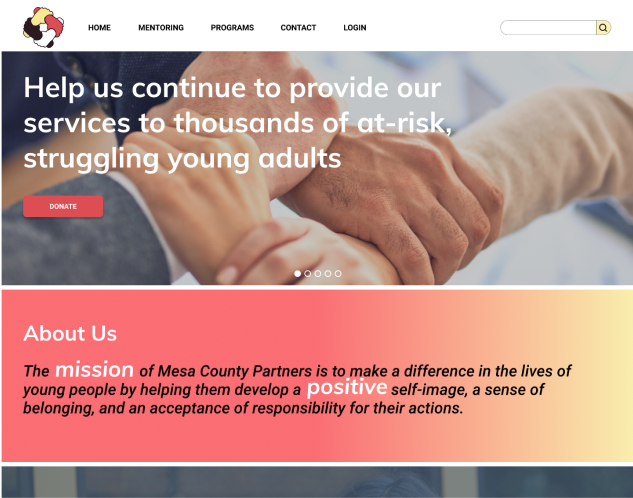 HOME MENTORING PROGRAMS CONTACT LOGIN
Help us continue to provide our
services to thousands of at-risk,
struggling young adults
DONATE
About Us
The mission of Mesa County Partners is to make a difference in the lives of
young people by helping them develop a positive self-image, a sense of
belonging, and an acceptance of responsibility for their actions.